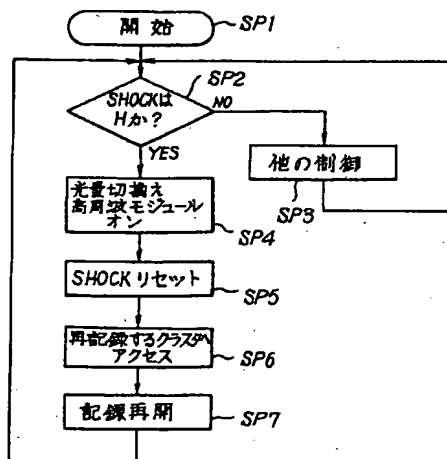 開始
SP1
SHOCKは
Hか?
SP2
NO
YES
他の制御
SP3
光量切換え
高周波モジュール
オン
SP4
SHOCKリセット
SP5
再記録するクラスタへ
アクセス
SP6
記録再開
SP7